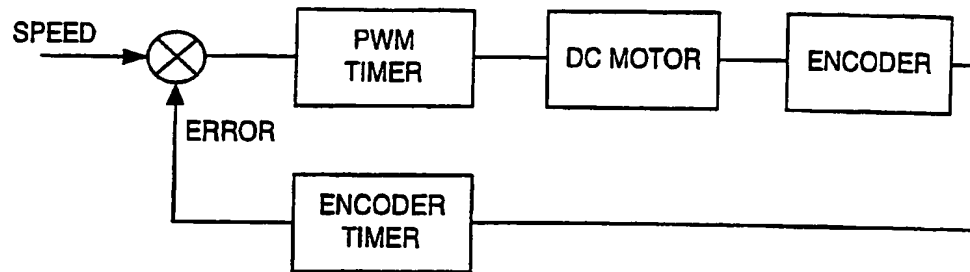 SPEED
PWM
TIMER
DC MOTOR
ENCODER
ERROR
ENCODER
TIMER